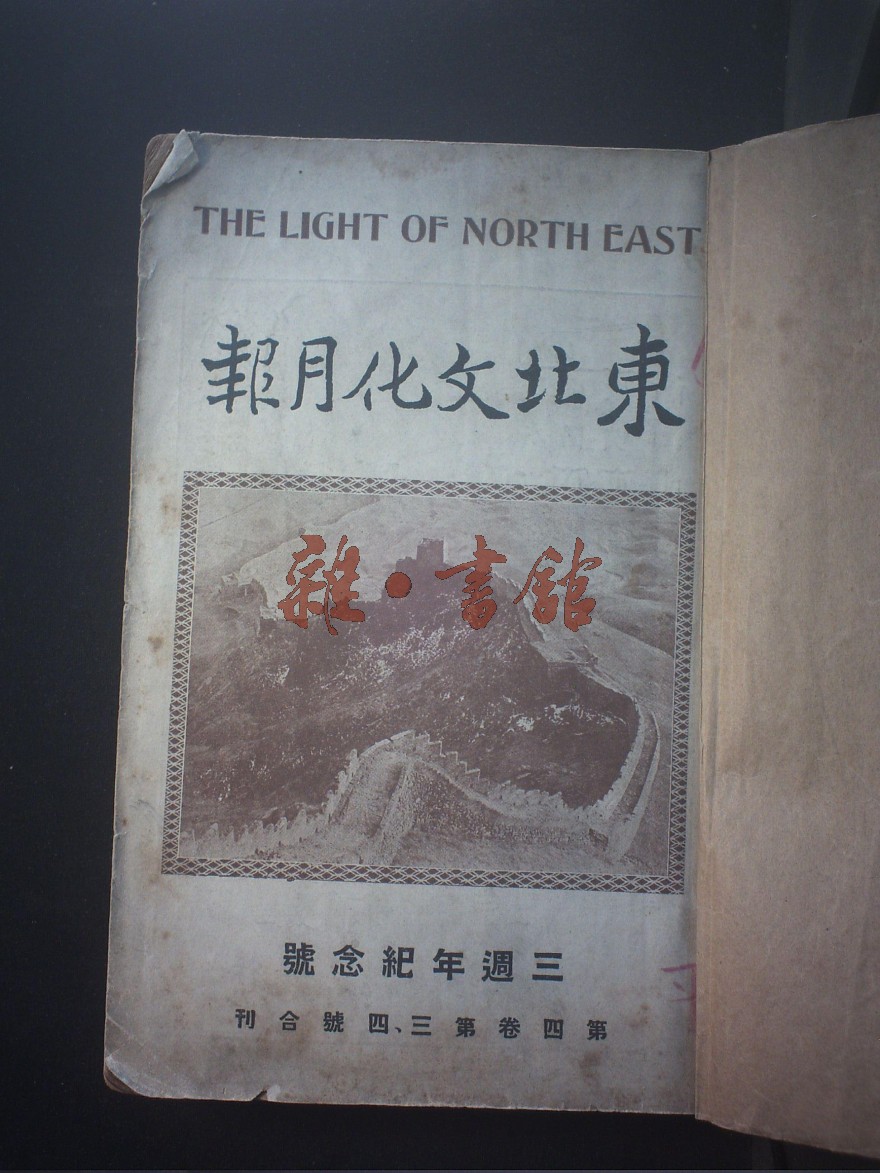 THE LIGHT OF NORTH EAST
東北文化月報
雜·書館
三週年紀念號
第四卷第三、四號合刊